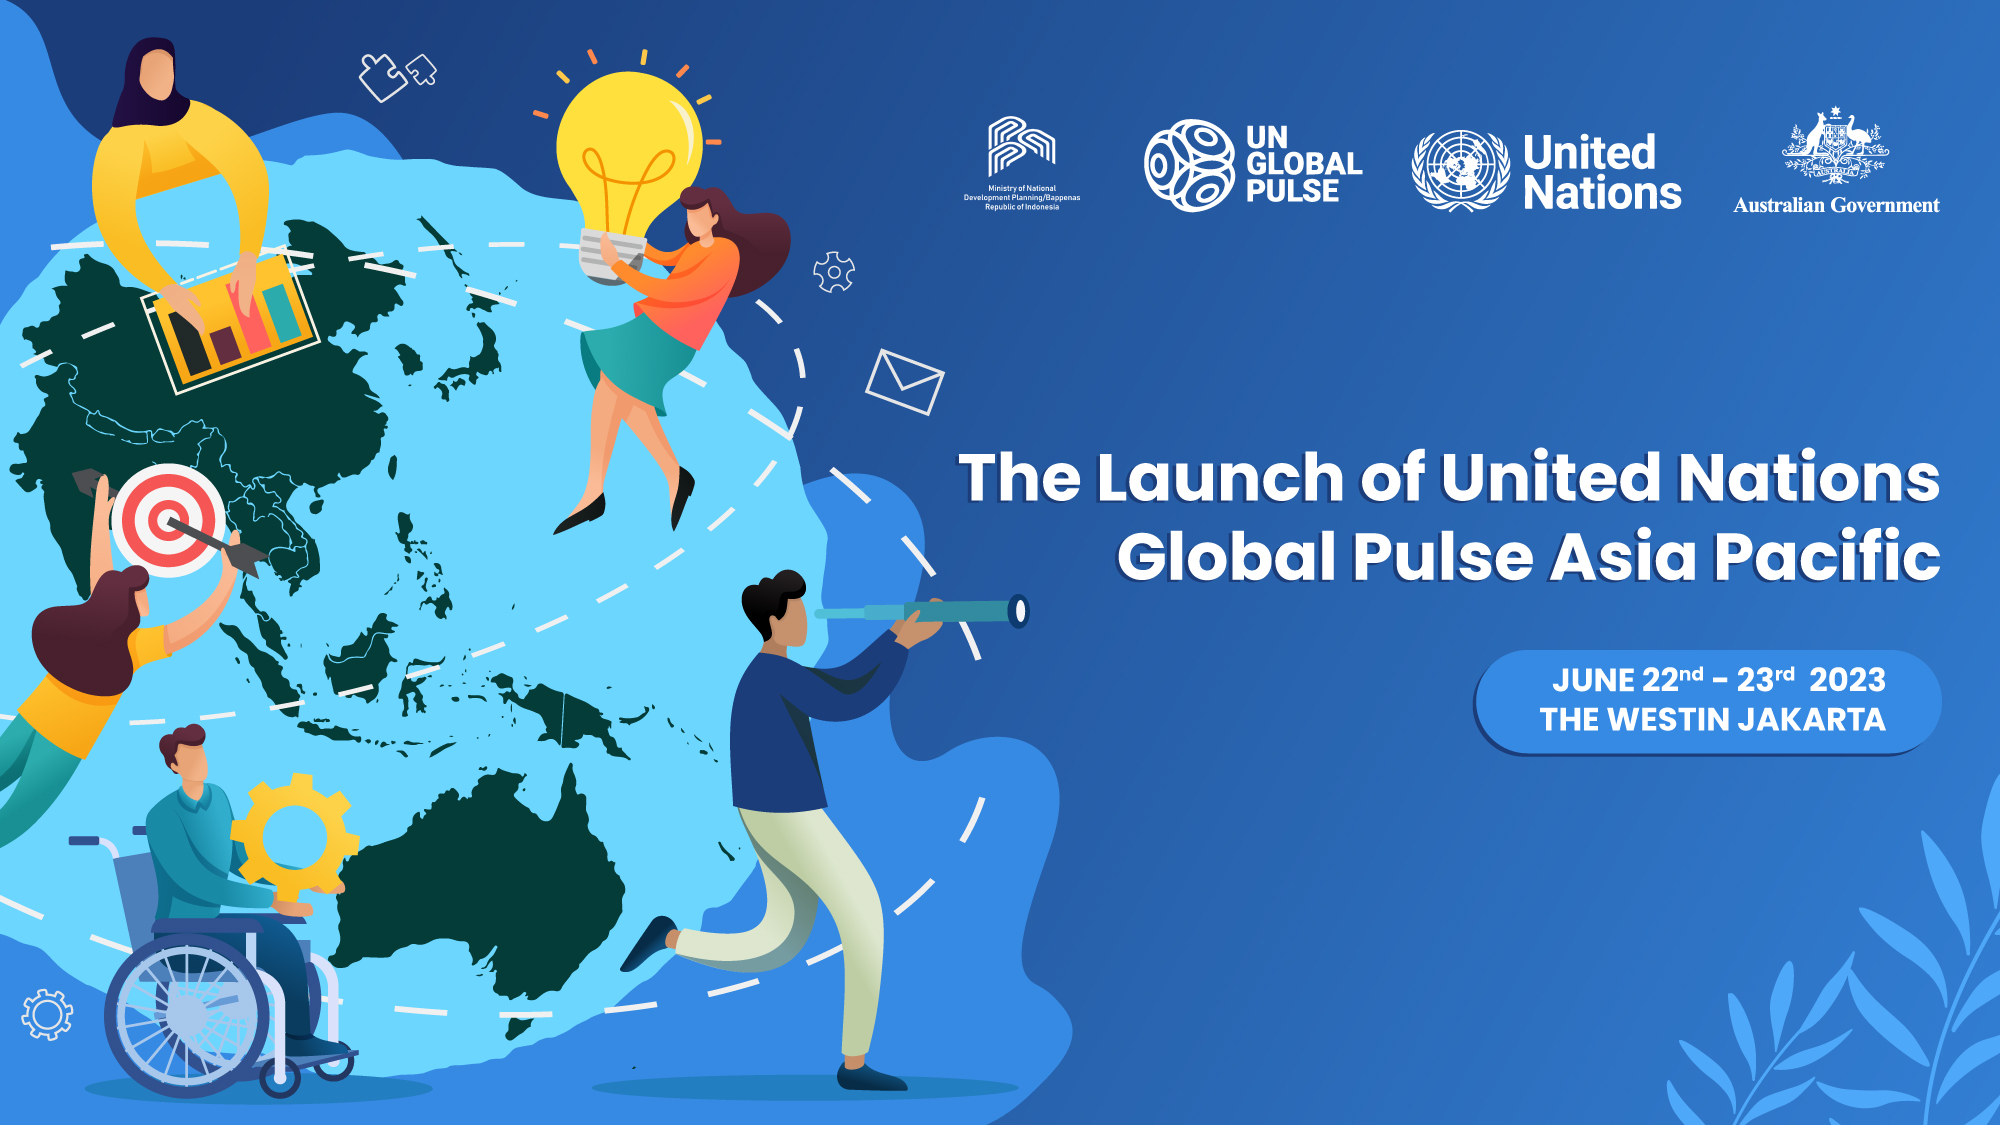 Ministry of National
Development Planning/Bappenas
Republic of Indonesia
UN
GLOBAL
PULSE
United
Nations
AUSTRALIA
Australian Government
The Launch of United Nations
Global Pulse Asia Pacific
JUNE 22nd - 23rd 2023
THE WESTIN JAKARTA